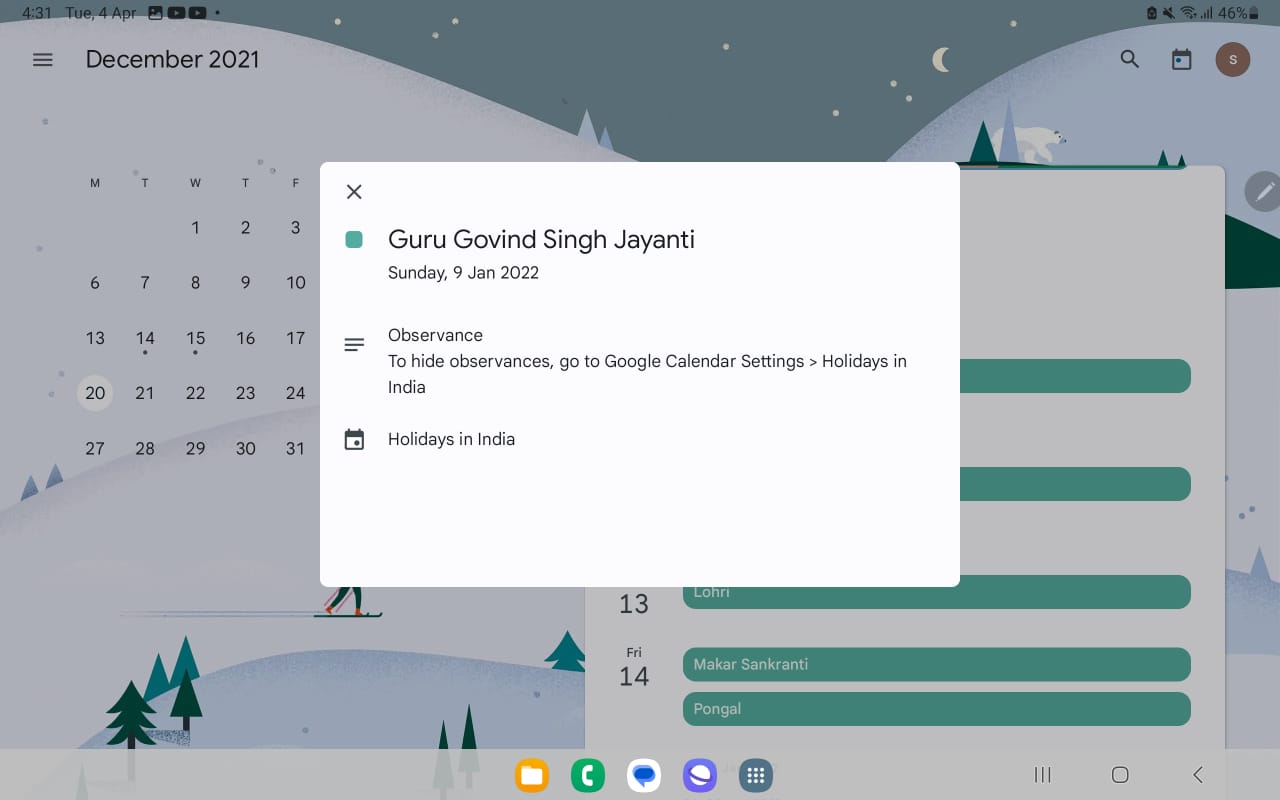 4:31 Tue, 4 Apr
46%
December 2021
S
M T W T F
1 2 3
6 7 8 9 10
13 14 15 16 17
20 21 22 23 24
27 28 29 30 31
Guru Govind Singh Jayanti
Sunday, 9 Jan 2022
Observance
To hide observances, go to Google Calendar Settings > Holidays in
India
Holidays in India
13
Lohri
Fri
14
Makar Sankranti
Pongal